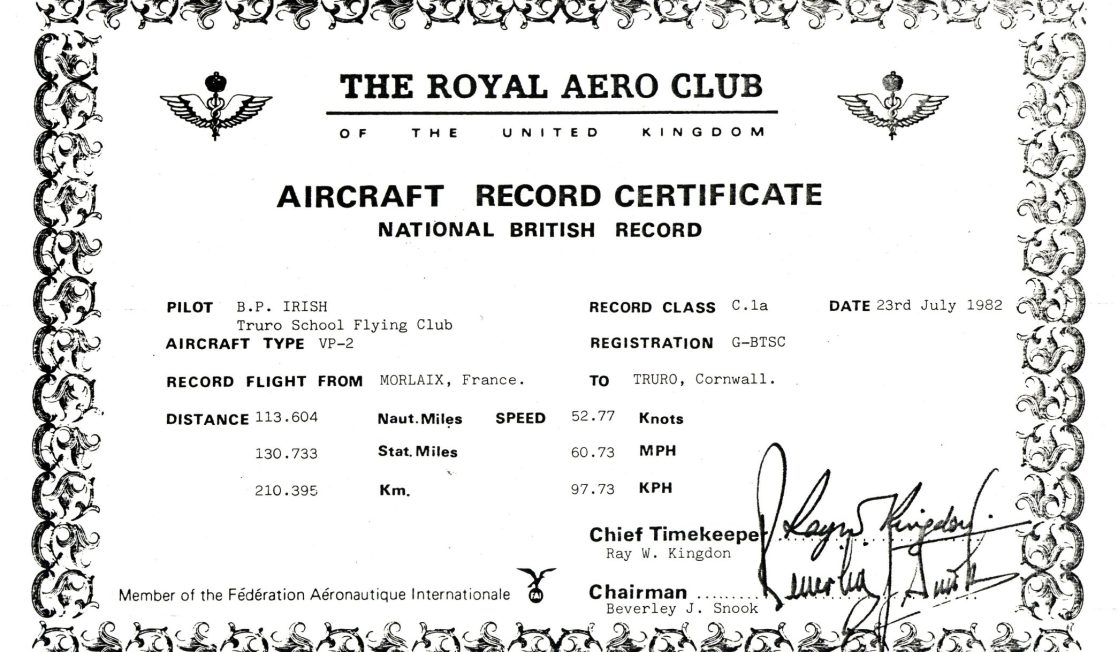 THE ROYAL AERO CLUB
OF THE UNITED KINGDOM
AIRCRAFT RECORD CERTIFICATE
NATIONAL BRITISH RECORD
PILOT B.P. IRISH RECORD CLASS C.1a DATE 23rd July 1982
Truro School Flying Club
AIRCRAFT TYPE VP-2 REGISTRATION G-BTSC
RECORD FLIGHT FROM MORLAIX, France. TO TRURO, Cornwall.
DISTANCE 113.604 Naut.Miles SPEED 52.77 Knots
130.733 Stat.Miles 60.73 MPH
210.395 Km. 97.73 KPH
Chief Timekeeper Ray W Kingdon
Ray W. Kingdon
Member of the Fédération Aéronautique Internationale
Chairman ........ Beverley J Snook
Beverley J. Snook